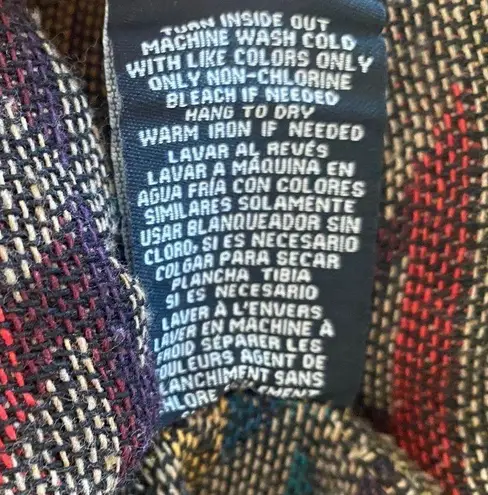 TURN INSIDE OUT
MACHINE WASH COLD
WITH LIKE COLORS ONLY
ONLY NON-CHLORINE
BLEACH IF NEEDED
HANG TO DRY
WARM IRON IF NEEDED
LAVAR AL REVÉS
LAVAR A MÁQUINA EN
AGUA FRÍA CON COLORES
SIMILARES SOLAMENTE
USAR BLANQUEADOR SIN
CLORO, SI ES NECESARIO
COLGAR PARA SECAR
PLANCHA TIBIA
SI ES NECESARIO
LAVER À L'ENVERS
LAVER EN MACHINE À
FROID SÉPARER LES
COULEURS AGENT DE
BLANCHIMENT SANS
CHLORE